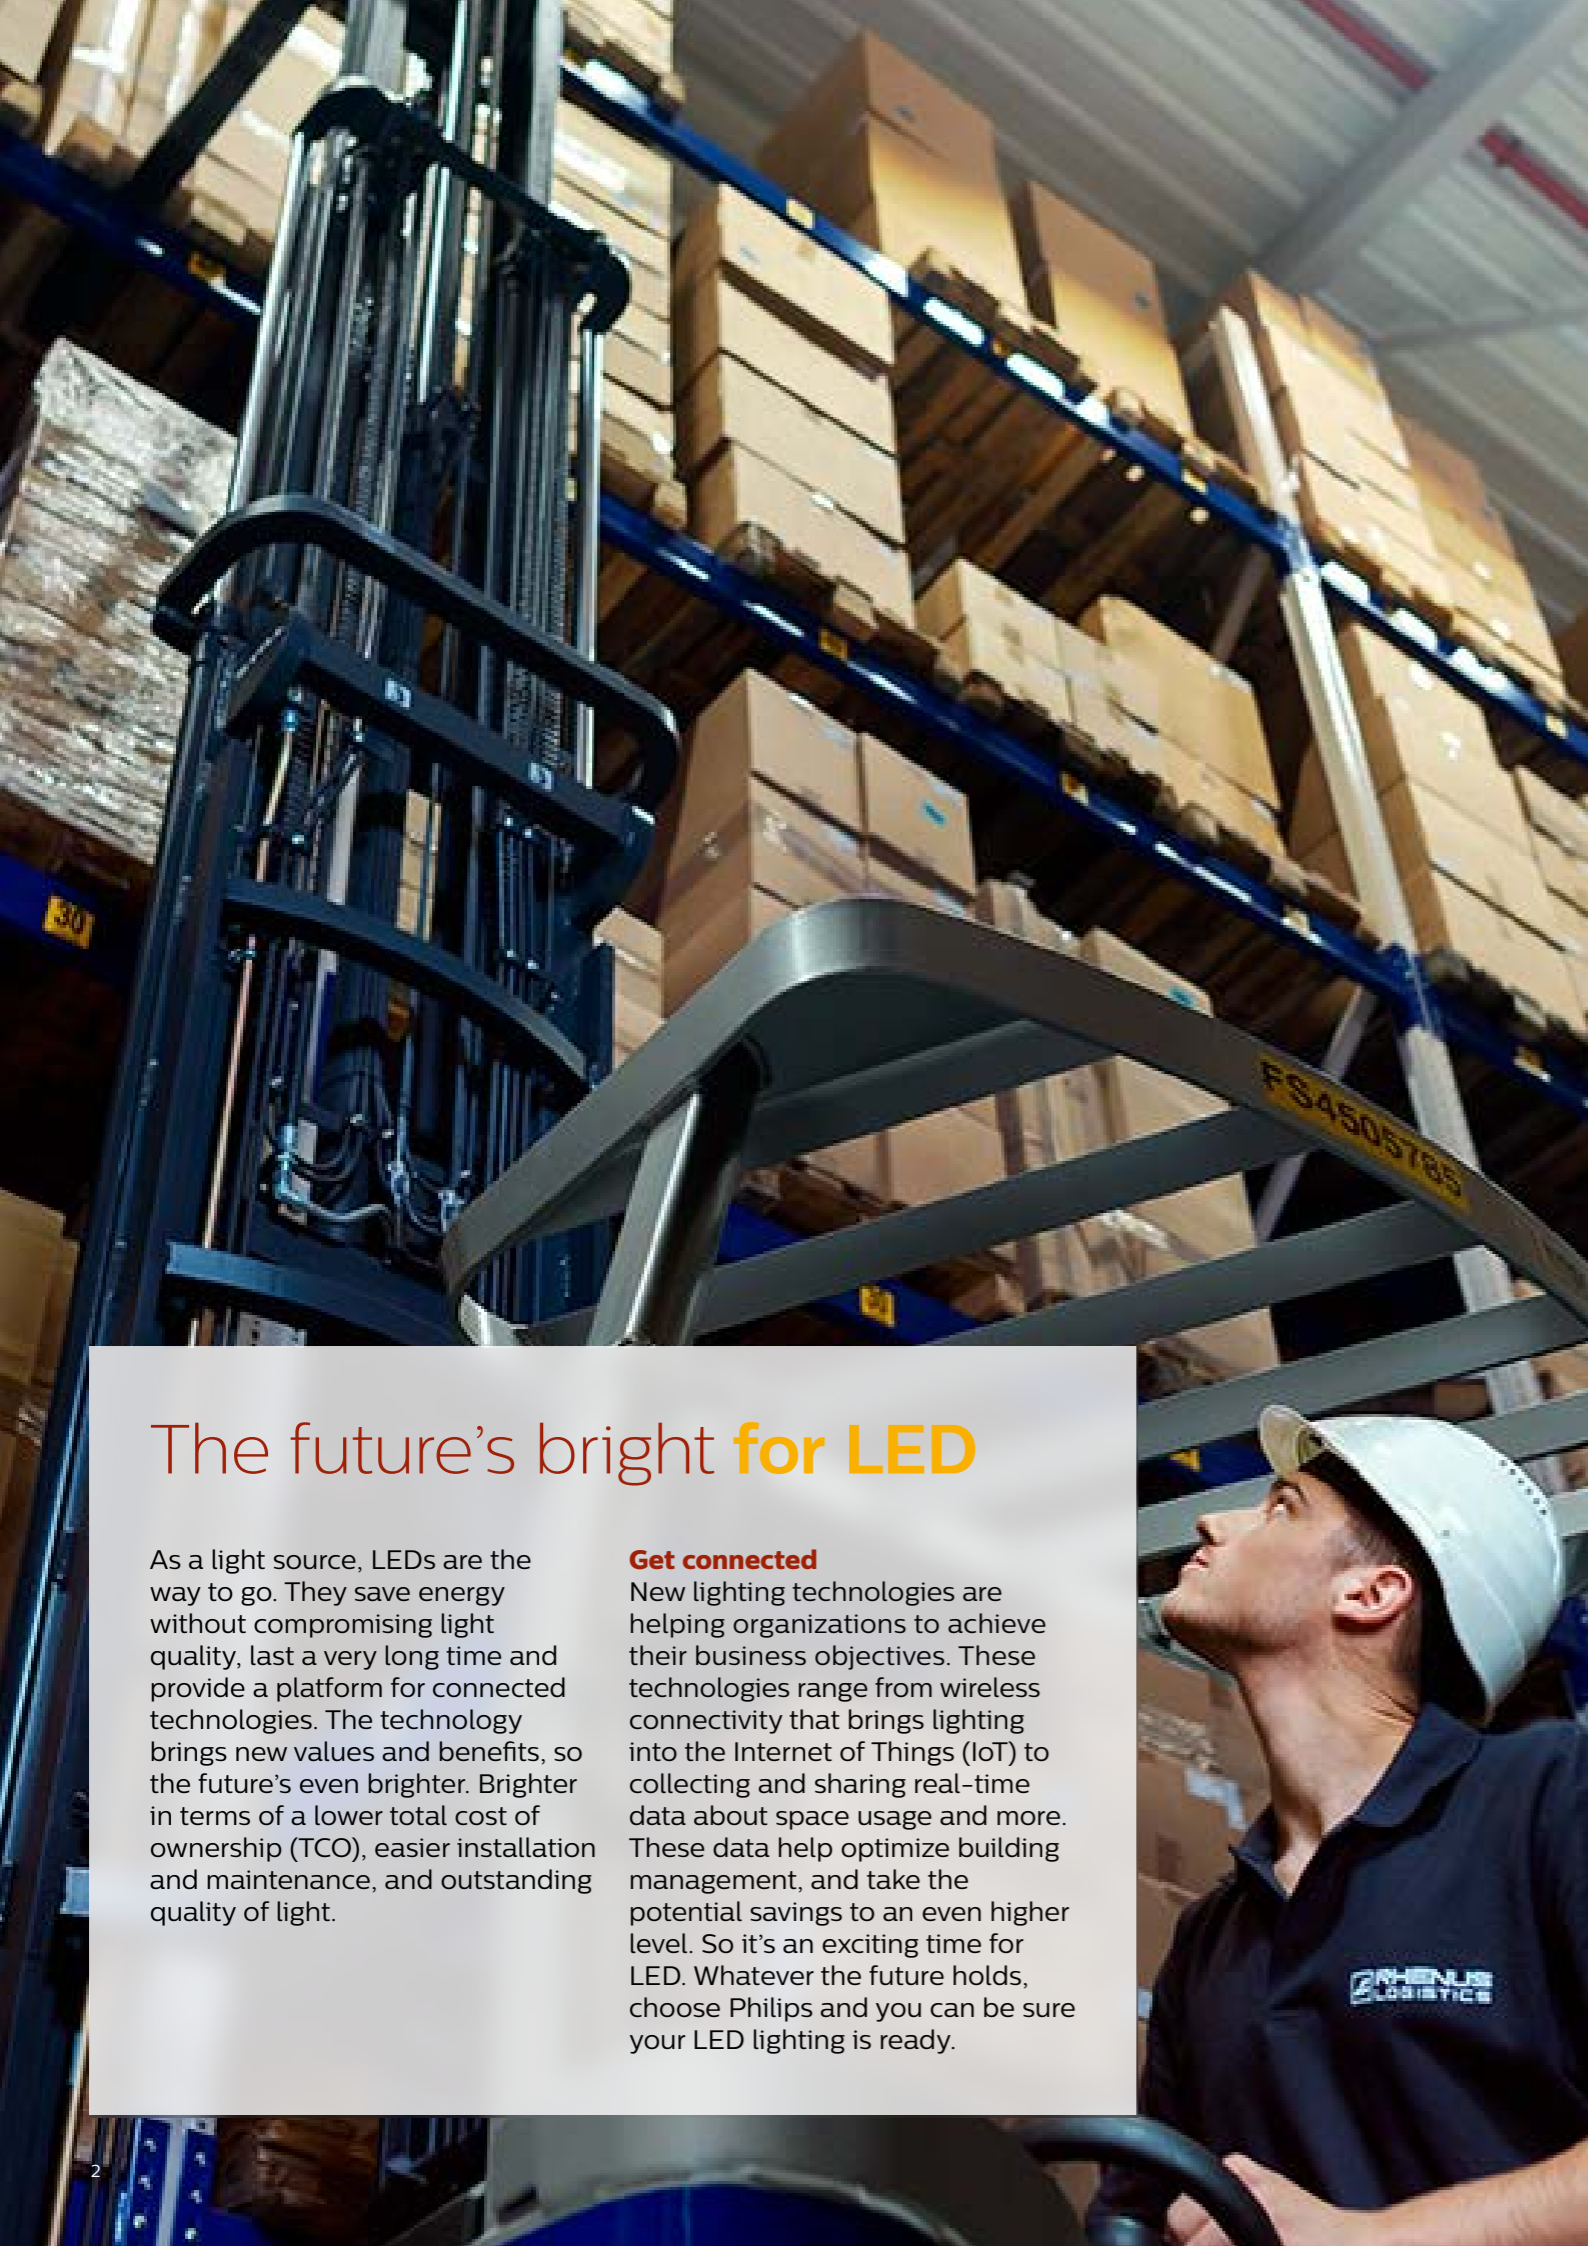 30
FS4505785
30
The future's bright for LED
As a light source, LEDs are the
way to go. They save energy
without compromising light
quality, last a very long time and
provide a platform for connected
technologies. The technology
brings new values and benefits, so
the future's even brighter. Brighter
in terms of a lower total cost of
ownership (TCO), easier installation
and maintenance, and outstanding
quality of light.
Get connected
New lighting technologies are
helping organizations to achieve
their business objectives. These
technologies range from wireless
connectivity that brings lighting
into the Internet of Things (IoT) to
collecting and sharing real-time
data about space usage and more.
These data help optimize building
management, and take the
potential savings to an even higher
level. So it's an exciting time for
LED. Whatever the future holds,
choose Philips and you can be sure
your LED lighting is ready.
RHENUS
LOGISTICS
2